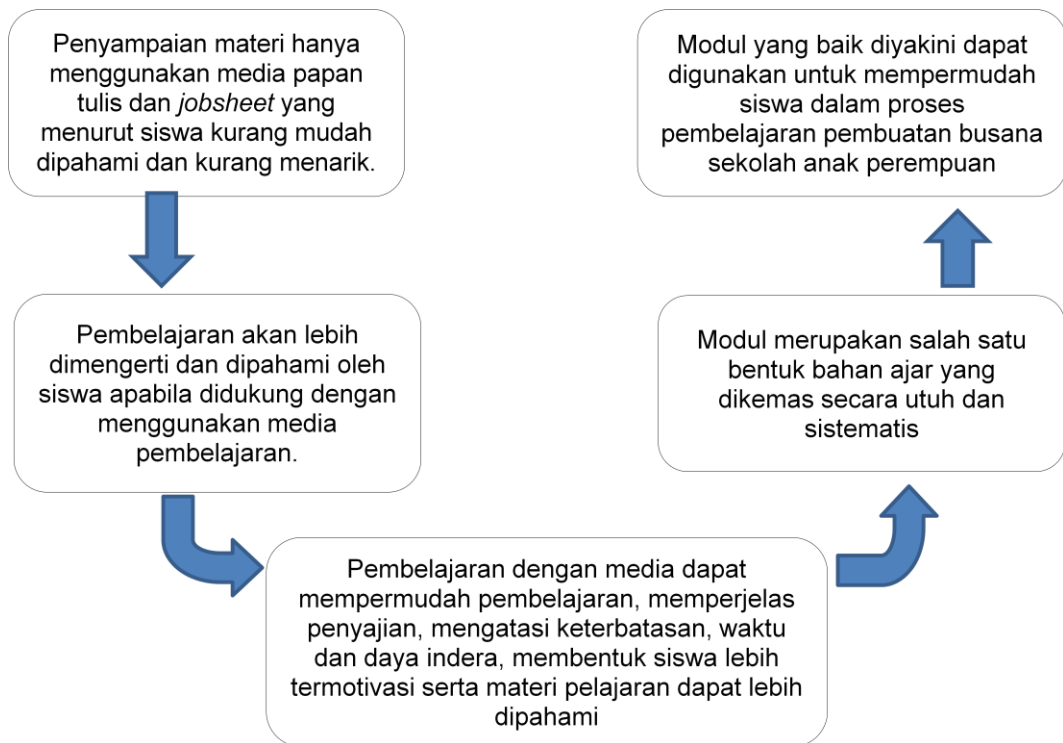 Penyampaian materi hanya
menggunakan media papan
tulis dan jobsheet yang
menurut siswa kurang mudah
dipahami dan kurang menarik.
Pembelajaran akan lebih
dimengerti dan dipahami oleh
siswa apabila didukung dengan
menggunakan media
pembelajaran.
Pembelajaran dengan media dapat
mempermudah pembelajaran, memperjelas
penyajian, mengatasi keterbatasan, waktu
dan daya indera, membentuk siswa lebih
termotivasi serta materi pelajaran dapat lebih
dipahami
Modul merupakan salah satu
bentuk bahan ajar yang
dikemas secara utuh dan
sistematis
Modul yang baik diyakini dapat
digunakan untuk mempermudah
siswa dalam proses
pembelajaran pembuatan busana
sekolah anak perempuan